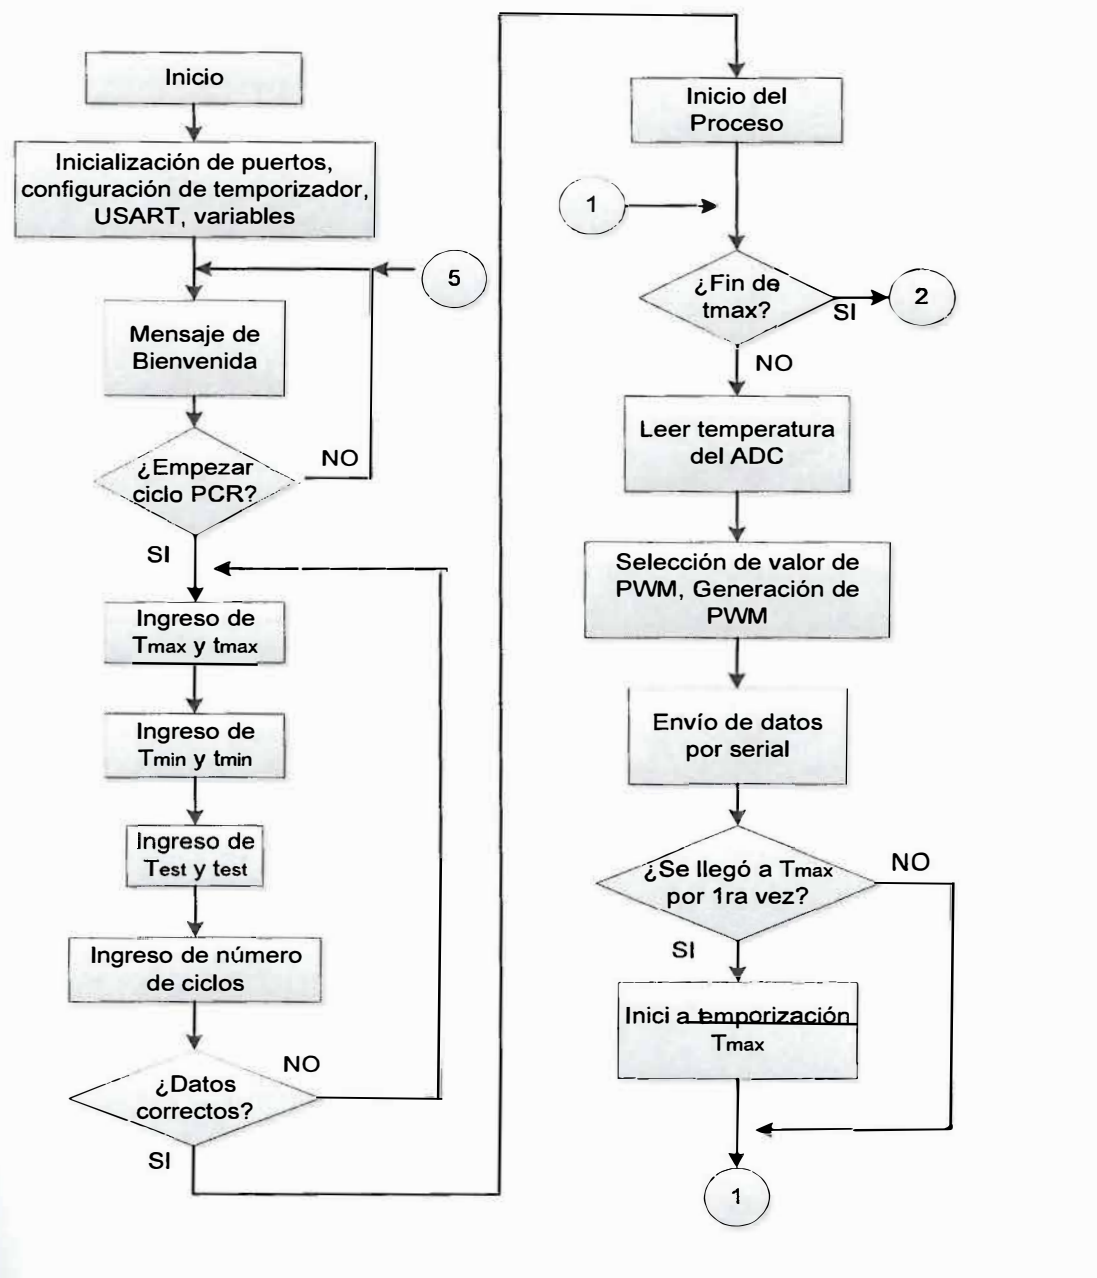 Inicio
Inicialización de puertos,
configuración de temporizador,
USART, variables
5
Mensaje de
Bienvenida
¿Empezar
ciclo PCR?
NO
SI
Ingreso de
Tmax y tmax
Ingreso de
Tmin y tmin
Ingreso de
Test y test
Ingreso de número
de ciclos
¿Datos
correctos?
NO
SI
Inicio del
Proceso
1
¿Fin de
tmax?
SI
2
NO
Leer temperatura
del ADC
Selección de valor de
PWM, Generación de
PWM
Envío de datos
por serial
¿Se llegó a Tmax
por 1ra vez?
NO
SI
Inici a temporización
Tmax
1